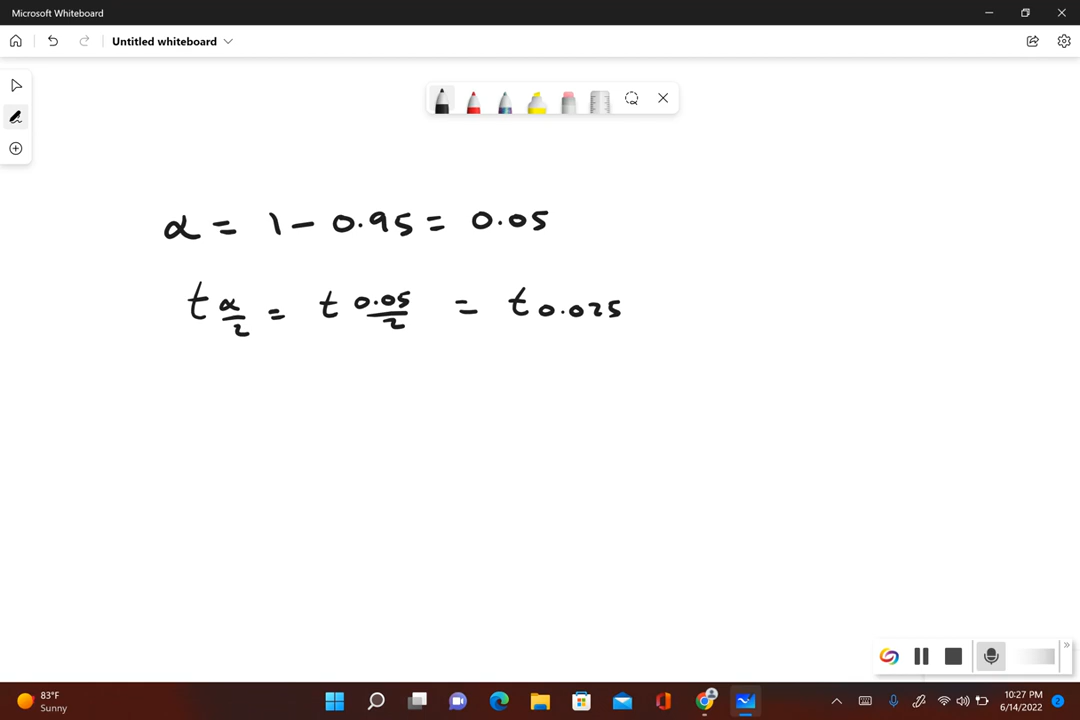 Microsoft Whiteboard
Untitled whiteboard
α = 1 - 0.95 = 0.05
t α/2 = t 0.05/2 = t 0.025
83°F
Sunny
10:27 PM
6/14/2022
2